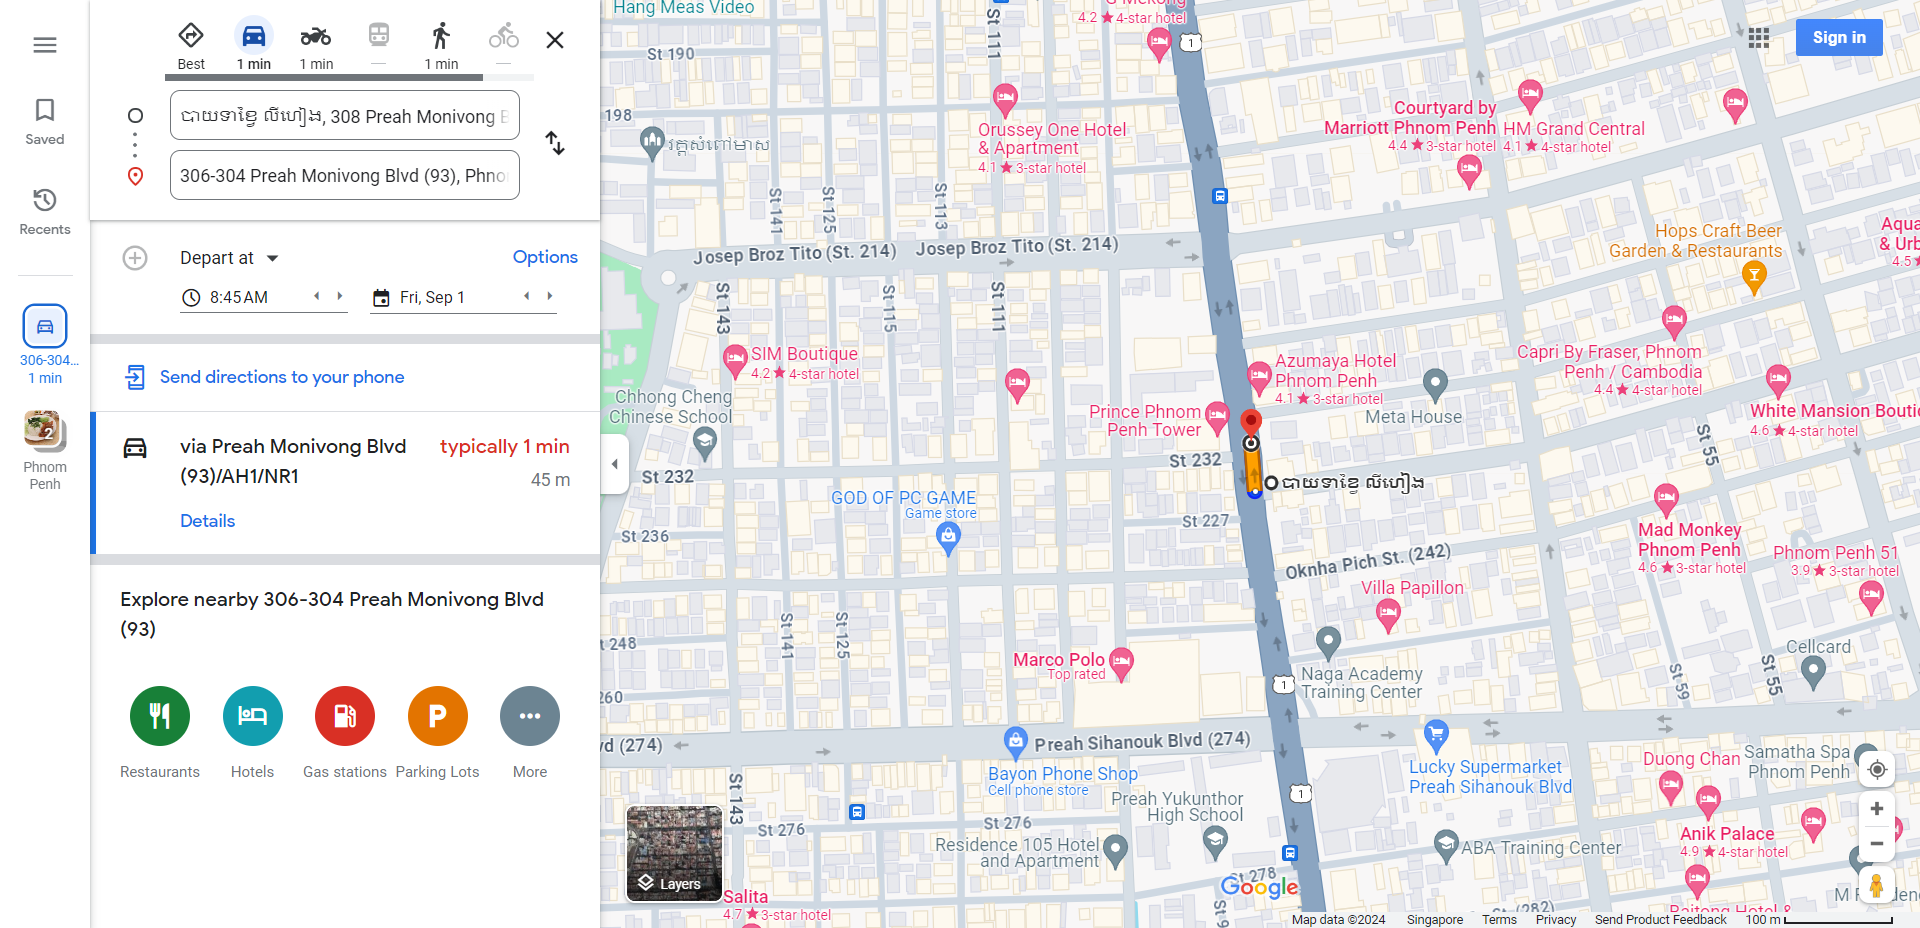 Best
1 min
1 min
1 min
Saved
Recents
306-304...
1 min
Phnom
Penh
បាយទាខ្វៃ លីហៀង, 308 Preah Monivong B
306-304 Preah Monivong Blvd (93), Phno
Depart at
Options
8:45 AM
Fri, Sep 1
Send directions to your phone
via Preah Monivong Blvd
(93)/AH1/NR1
typically 1 min
45 m
Details
Explore nearby 306-304 Preah Monivong Blvd
(93)
Restaurants
Hotels
Gas stations
Parking Lots
More
Hang Meas Video
St 190
St 111
4.2 ★ 4-star hotel
1
Sign in
198
វត្តសំពៅមាស
Orussey One Hotel
& Apartment
4.1 ★ 3-star hotel
Courtyard by
Marriott Phnom Penh
4.4 ★ 3-star hotel
HM Grand Central
4.1 ★ 4-star hotel
St 141
St 125
St 113
Josep Broz Tito (St. 214)
Josep Broz Tito (St. 214)
Hops Craft Beer
Garden & Restaurants
Aqua
& Urb
4.5
St 143
St 115
St 111
SIM Boutique
4.2 ★ 4-star hotel
Chhong Cheng
Chinese School
Azumaya Hotel
Phnom Penh
4.1 ★ 3-star hotel
Meta House
Capri By Fraser, Phnom
Penh / Cambodia
4.4 ★ 4-star hotel
White Mansion Bouti
4.6 ★ 4-star hotel
Prince Phnom
Penh Tower
St 232
St 232
St 55
បាយទាខ្វៃ លីហៀង
GOD OF PC GAME
Game store
St 236
St 227
Oknha Pich St. (242)
Mad Monkey
Phnom Penh
4.6 ★ 3-star hotel
Phnom Penh 51
3.9 ★ 3-star hotel
Villa Papillon
St 248
St 141
St 125
Marco Polo
Top rated
Naga Academy
Training Center
Cellcard
St 59
St 55
260
1
vd (274)
Preah Sihanouk Blvd (274)
Bayon Phone Shop
Cell phone store
Lucky Supermarket
Preah Sihanouk Blvd
Duong Chan
Samatha Spa
Phnom Penh
St 143
1
Preah Yukunthor
High School
St 276
St 276
Residence 105 Hotel
and Apartment
ABA Training Center
Anik Palace
4.9 ★ 4-star hotel
Layers
St 278
Google
Salita
4.7 ★ 3-star hotel
(282)
Map data ©2024
Singapore
Terms
Privacy
Send Product Feedback
100 m